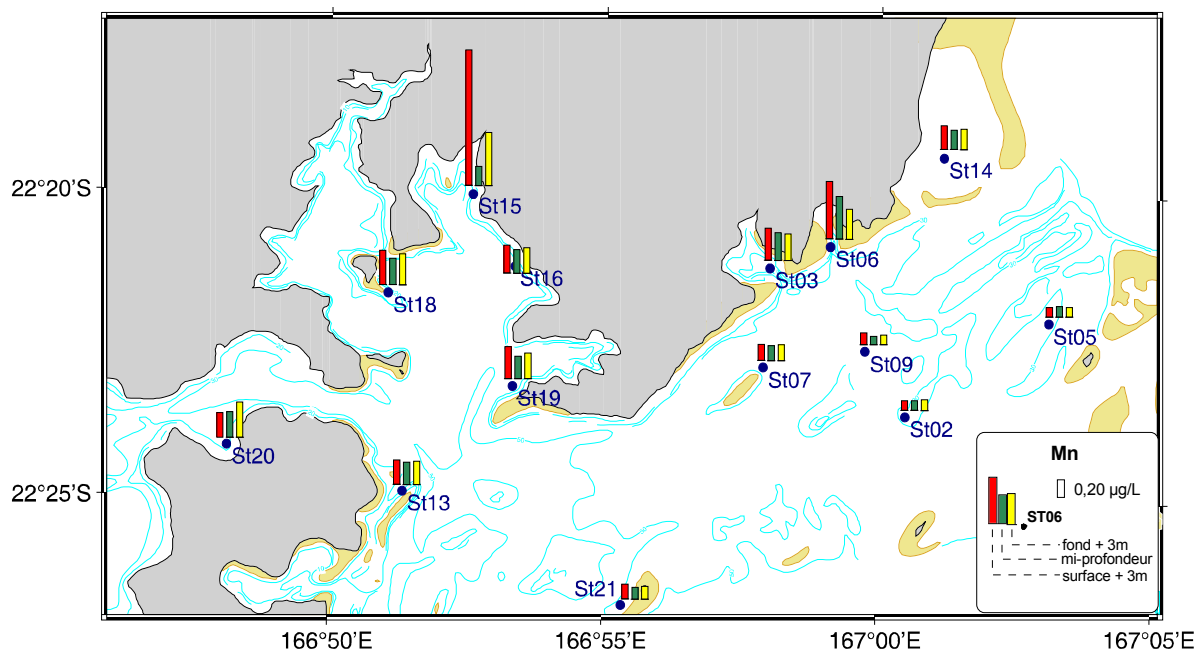 St14
22°20'S
St15
St06
St16
St03
St18
St05
St09
St07
St19
St02
St20
Mn
0,20 µg/L
22°25'S
St13
ST06
fond + 3m
mi-profondeur
surface + 3m
St21
166°50'E
166°55'E
167°00'E
167°05'E